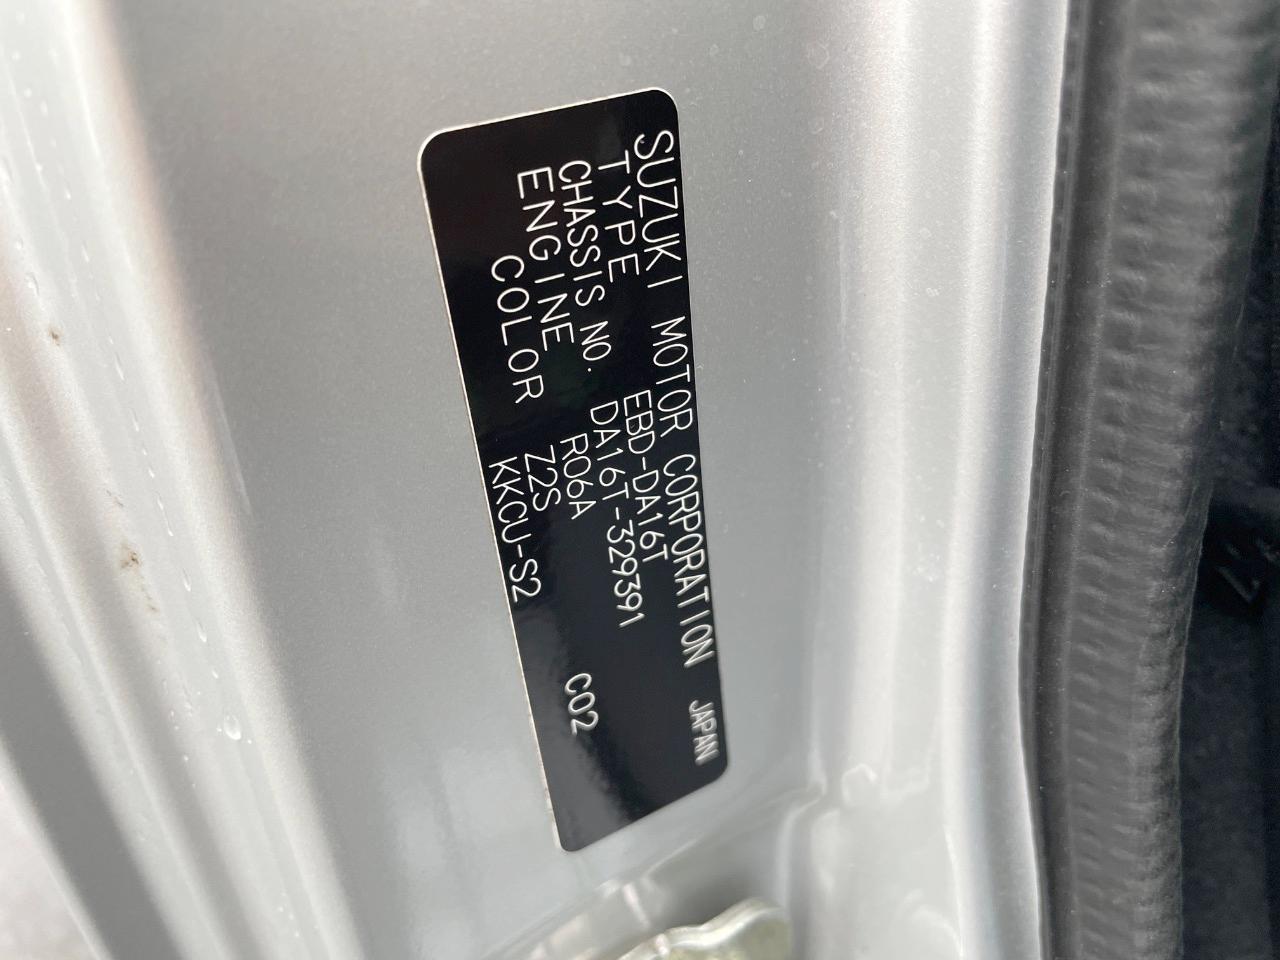 SUZUKI MOTOR CORPORATION JAPAN
TYPE EBD-DA16T
CHASSIS NO. DA16T-329391
ENGINE R06A C02
COLOR Z2S
KKCU-S2